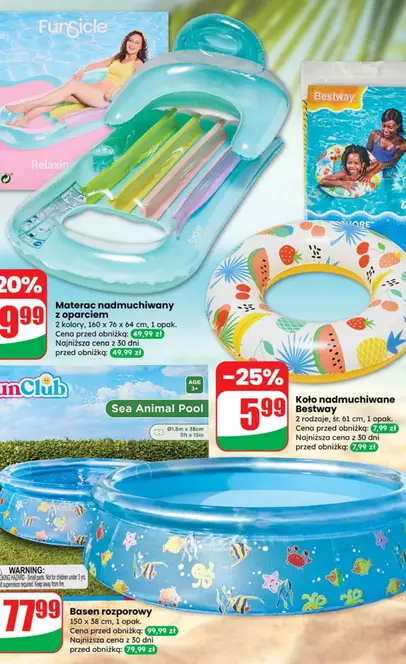 Funsicle
Relaxin
Bestway
20%
9.99
Materac nadmuchiwany
z oparciem
2 kolory, 160 x 76 x 64 cm, 1 opak.
Cena przed obniżką: 49,99 zł
Najniższa cena z 30 dni
przed obniżką: 49,99 zł
-25%
5.99
Koło nadmuchiwane
Bestway
2 rodzaje, śr. 61 cm, 1 opak.
Cena przed obniżką: 7,99 zł
Najniższa cena z 30 dni
przed obniżką: 7,99 zł
unClub
AGE
3+
Sea Animal Pool
Ø1.5m x 38cm
5ft x 15in
WARNING:
77.99
Basen rozporowy
150 x 38 cm, 1 opak.
Cena przed obniżką: 99,99 zł
Najniższa cena z 30 dni
przed obniżką: 79,99 zł